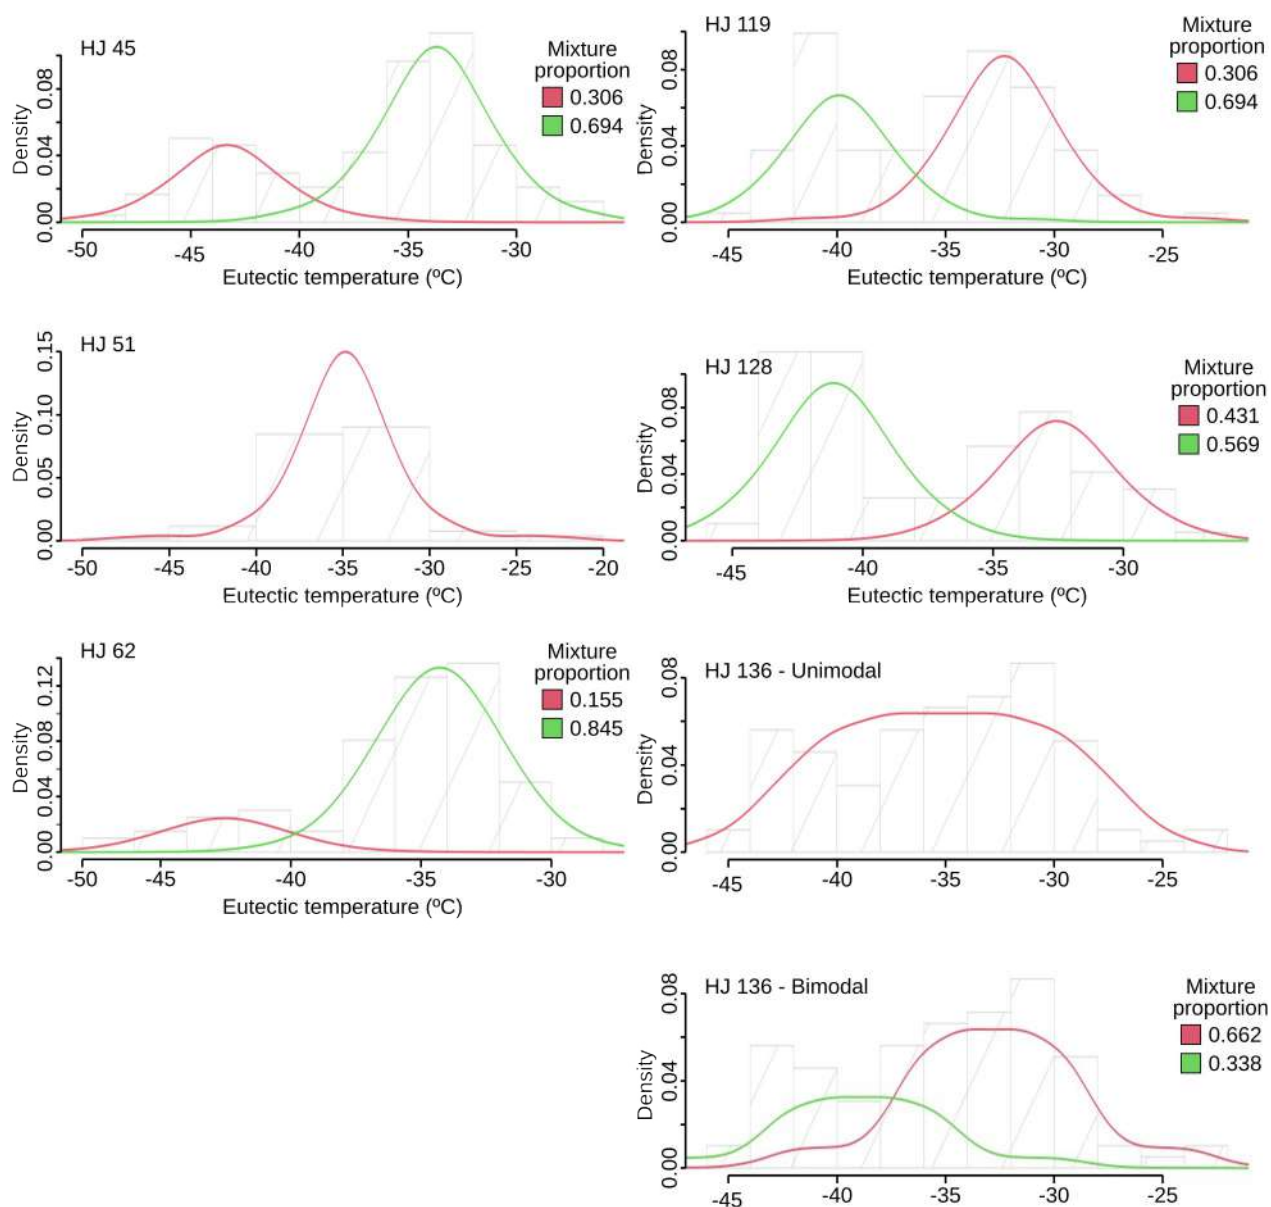 HJ 45
Mixture
proportion
0.306
0.694
Density
0.00
0.04
0.08
-50
-45
-40
-35
-30
Eutectic temperature (ºC)
HJ 119
Mixture
proportion
0.306
0.694
Density
0.00
0.04
0.08
-45
-40
-35
-30
-25
Eutectic temperature (ºC)
HJ 51
Density
0.00
0.05
0.10
0.15
-50
-45
-40
-35
-30
-25
-20
Eutectic temperature (ºC)
HJ 128
Mixture
proportion
0.431
0.569
Density
0.00
0.04
0.08
-45
-35
-30
Eutectic temperature (ºC)
HJ 62
Mixture
proportion
0.155
0.845
Density
0.00
0.04
0.08
0.12
-50
-45
-40
-35
-30
Eutectic temperature (ºC)
HJ 136 - Unimodal
Density
0.00
0.04
0.08
-45
-40
-35
-30
-25
HJ 136 - Bimodal
Mixture
proportion
0.662
0.338
Density
0.00
0.04
0.08
-45
-40
-35
-30
-25